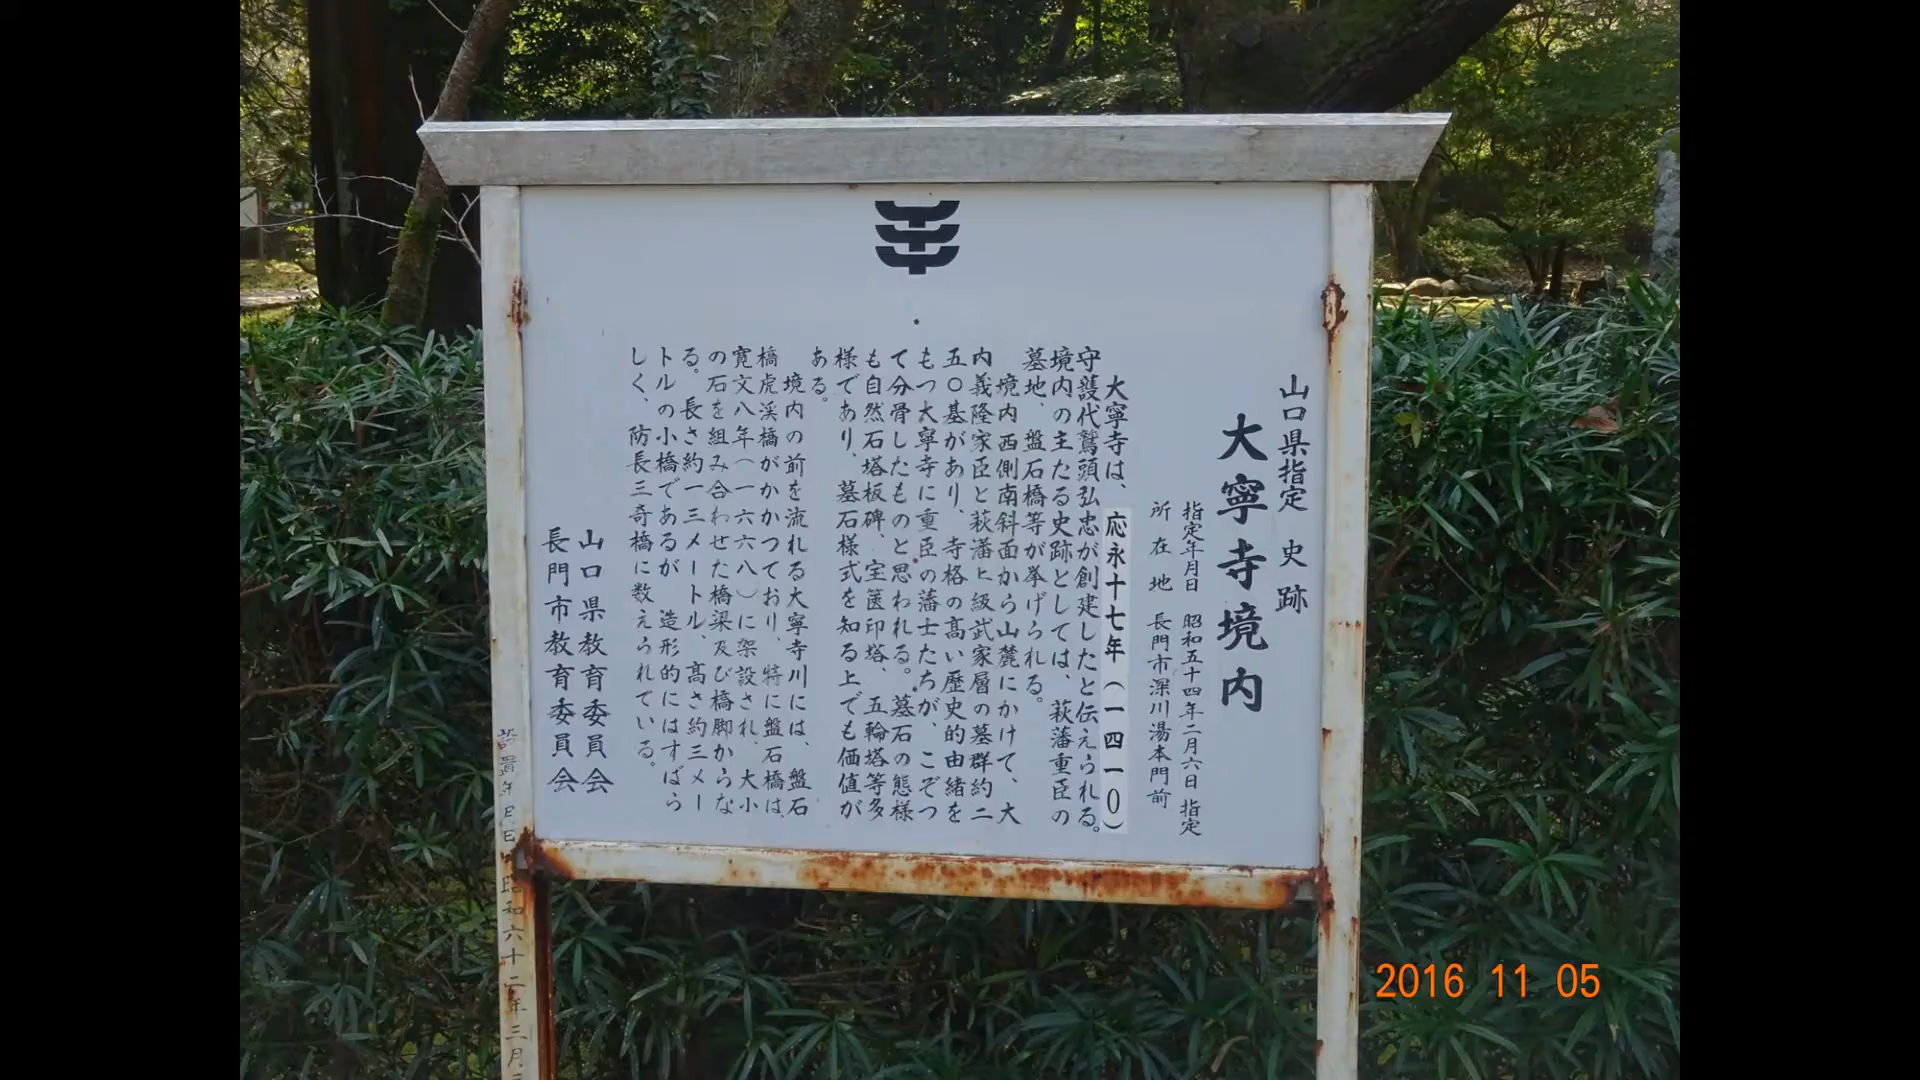 山口県指定 史跡
大寧寺境内
指定年月日 昭和五十四年二月六日 指定
所在地 長門市深川湯本門前
大寧寺は、応永十七年（一四一〇）
守護代鷲頭弘忠が創建したと伝えられる。
境内の主たる史跡としては、萩藩重臣の
墓地、盤石橋等が挙げられる。
境内西側南斜面から山麓にかけて、大
内義隆家臣と萩藩上級武家層の墓群約二
五〇基があり、寺格の高い歴史的由緒を
もつ大寧寺に重臣の藩士たちが、こぞっ
て分骨したものと思われる。墓石の態様
も自然石塔板碑、宝篋印塔、五輪塔等多
様であり、墓石様式を知る上でも価値が
ある。
境内の前を流れる大寧寺川には、盤石
橋虎渓橋がかかっており、特に盤石橋は、
寛文八年（一六六八）に架設され、大小
の石を組み合わせた橋梁及び橋脚からな
る。長さ約一三メートル、高さ約三メー
トルの小橋であるが 造形的にはすばら
しく、防長三奇橋に数えられている。
山口県教育委員会
長門市教育委員会
設置年月日 昭和六十二年三月
2016 11 05